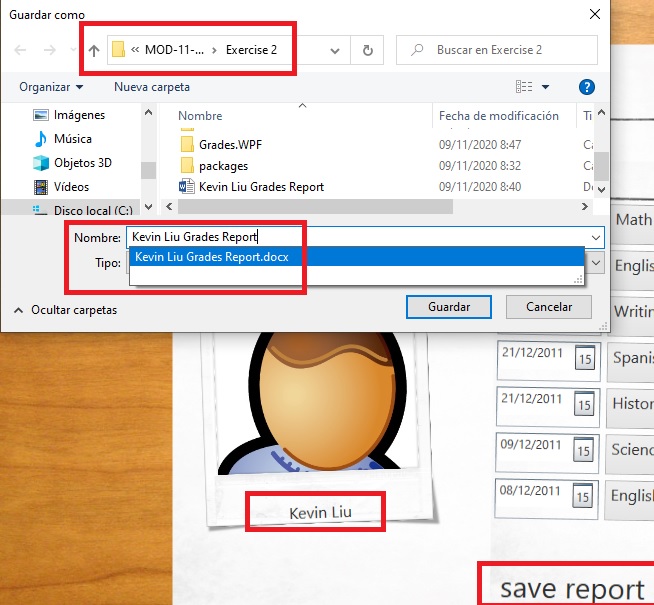 Guardar como
« MOD-11-... › Exercise 2
Buscar en Exercise 2
Organizar
Nueva carpeta
?
Imágenes
Música
Objetos 3D
Vídeos
Disco local (C:)
Nombre
Fecha de modificación
Ti
Grades.WPF
09/11/2020 8:47
Ca
packages
09/11/2020 8:32
Ca
Kevin Liu Grades Report
09/11/2020 8:40
Do
Nombre:
Kevin Liu Grades Report
Kevin Liu Grades Report.docx
Tipo:
Ocultar carpetas
Guardar
Cancelar
Math
Englis
Writin
21/12/2011
15
Spanis
21/12/2011
15
Histor
09/12/2011
15
Scienc
08/12/2011
15
English
Kevin Liu
save report